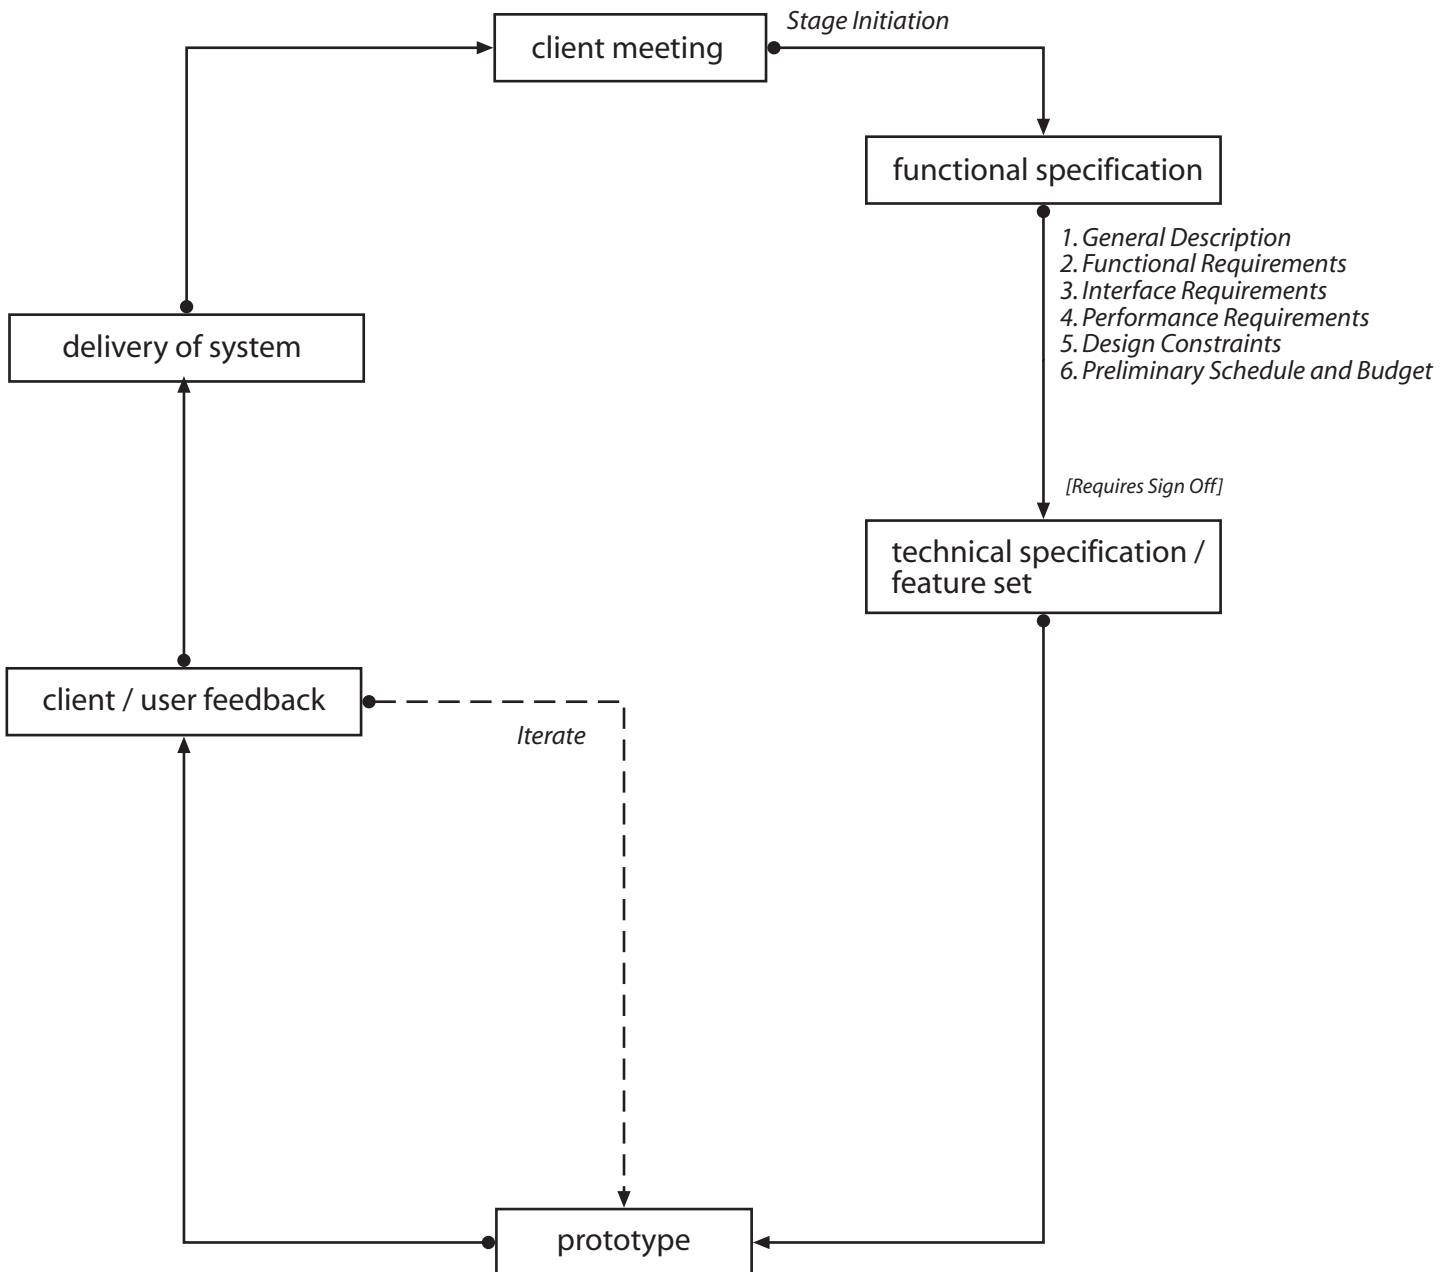 Stage Initiation
client meeting
functional specification
1. General Description
2. Functional Requirements
3. Interface Requirements
4. Performance Requirements
5. Design Constraints
6. Preliminary Schedule and Budget
delivery of system
[Requires Sign Off]
technical specification /
feature set
client / user feedback
Iterate
prototype